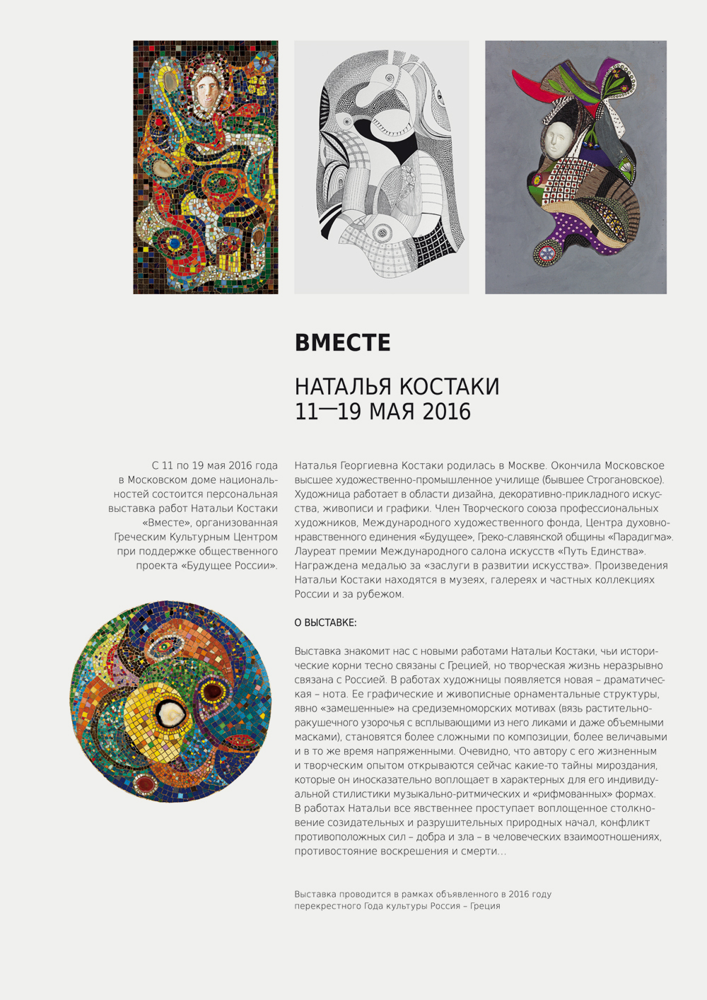 ВМЕСТЕ
НАТАЛЬЯ КОСТАКИ
11—19 МАЯ 2016
С 11 по 19 мая 2016 года
в Московском доме националь-
ностей состоится персональная
выставка работ Натальи Костаки
«Вместе», организованная
Греческим Культурным Центром
при поддержке общественного
проекта «Будущее России».
Наталья Георгиевна Костаки родилась в Москве. Окончила Московское
высшее художественно-промышленное училище (бывшее Строгановское).
Художница работает в области дизайна, декоративно-прикладного искус-
ства, живописи и графики. Член Творческого союза профессиональных
художников, Международного художественного фонда, Центра духовно-
нравственного единения «Будущее», Греко-славянской общины «Парадигма».
Лауреат премии Международного салона искусств «Путь Единства».
Награждена медалью за «заслуги в развитии искусства». Произведения
Натальи Костаки находятся в музеях, галереях и частных коллекциях
России и за рубежом.
О ВЫСТАВКЕ:
Выставка знакомит нас с новыми работами Натальи Костаки, чьи истори-
ческие корни тесно связаны с Грецией, но творческая жизнь неразрывно
связана с Россией. В работах художницы появляется новая – драматичес-
кая – нота. Ее графические и живописные орнаментальные структуры,
явно «замешенные» на средиземноморских мотивах (вязь растительно-
ракушечного узорочья с всплывающими из него ликами и даже объемными
масками), становятся более сложными по композиции, более величавыми
и в то же время напряженными. Очевидно, что автору с его жизненным
и творческим опытом открываются сейчас какие-то тайны мироздания,
которые он иносказательно воплощает в характерных для его индивиду-
альной стилистики музыкально-ритмических и «рифмованных» формах.
В работах Натальи все явственнее проступает воплощенное столкно-
вение созидательных и разрушительных природных начал, конфликт
противоположных сил – добра и зла – в человеческих взаимоотношениях,
противостояние воскрешения и смерти…
Выставка проводится в рамках объявленного в 2016 году
перекрестного Года культуры Россия – Греция